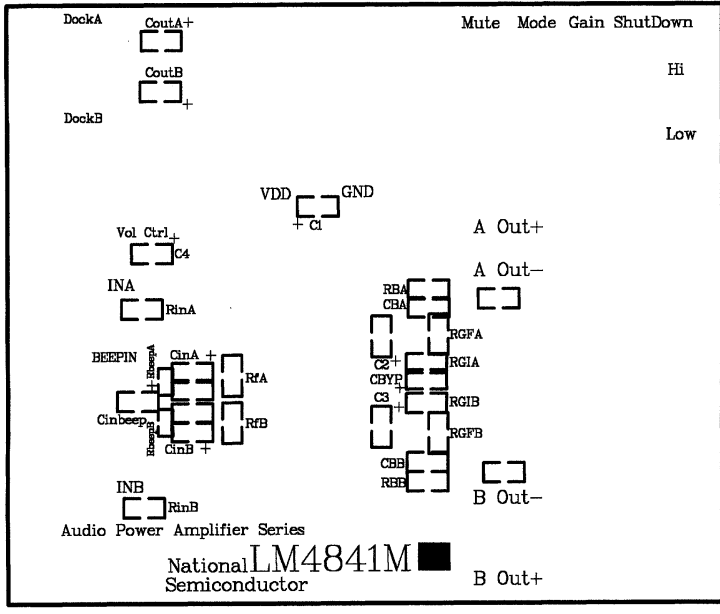 DockA
CoutA+
Mute Mode Gain ShutDown
CoutB
+
Hi
DockB
Low
VDD
GND
+ C1
Vol Ctrl+
C4
A Out+
A Out-
INA
RinA
RBA
CBA
RGFA
BEEPIN
RbeepA
CinA +
RfA
C2 +
RGIA
CBYP
+
Cinbeep
+
+
RbeepB
CinB +
RfB
C3
+
RGIB
RGFB
CBB
RBB
INB
RinB
B Out-
Audio Power Amplifier Series
National LM4841M
Semiconductor
B Out+